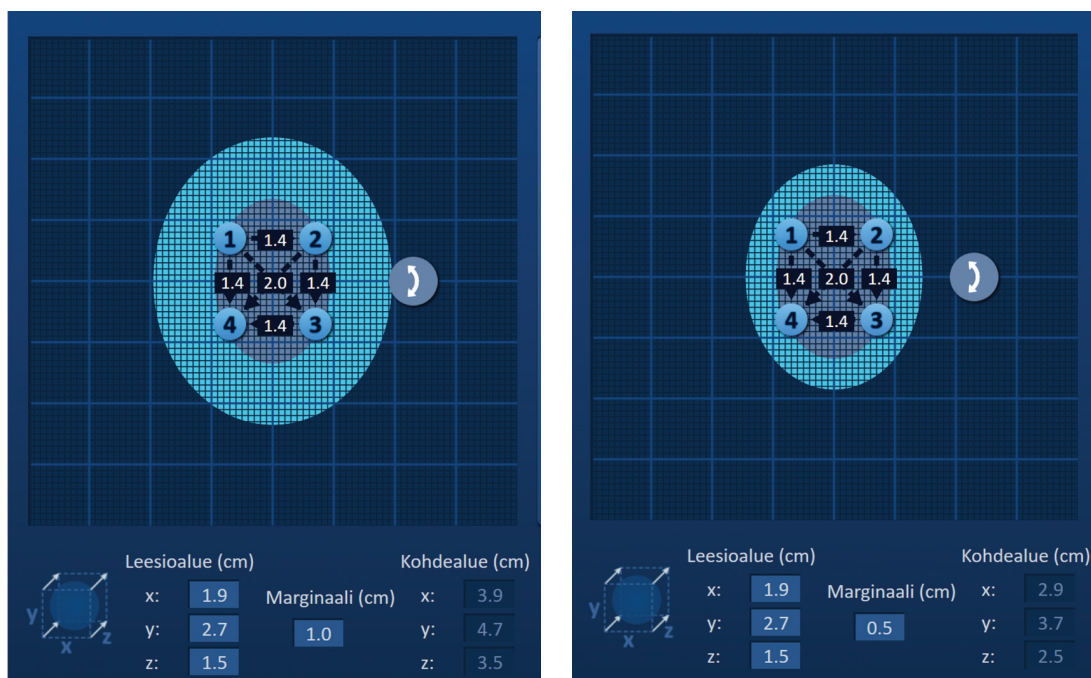 1 1.4 2
1.4 2.0 1.4
4 1.4 3
Leesioalue (cm)
Kohdealue (cm)
x: 1.9
Marginaali (cm)
x: 3.9
y: 2.7
1.0
y: 4.7
z: 1.5
z: 3.5
y
x
z
1 1.4 2
1.4 2.0 1.4
4 1.4 3
Leesioalue (cm)
Kohdealue (cm)
x: 1.9
Marginaali (cm)
x: 2.9
y: 2.7
0.5
y: 3.7
z: 1.5
z: 2.5
y
x
z